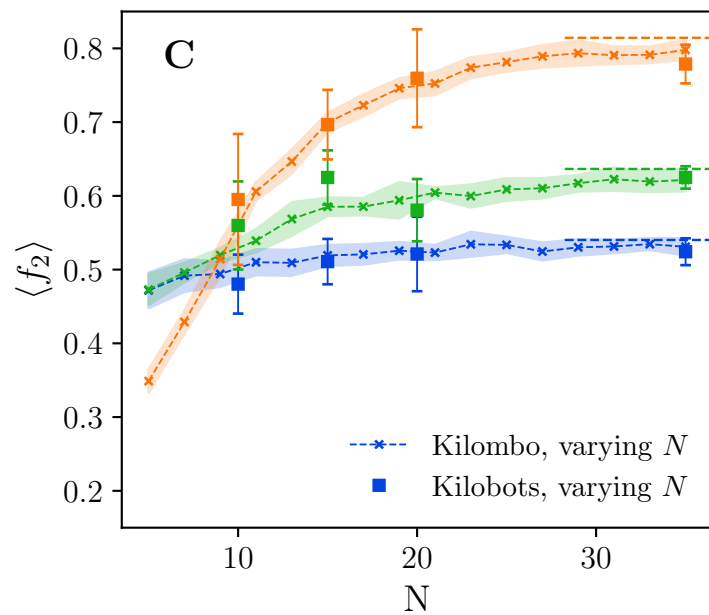 C
0.8
0.7
0.6
0.5
0.4
0.3
0.2
⟨f₂⟩
Kilombo, varying N
Kilobots, varying N
10
20
30
N